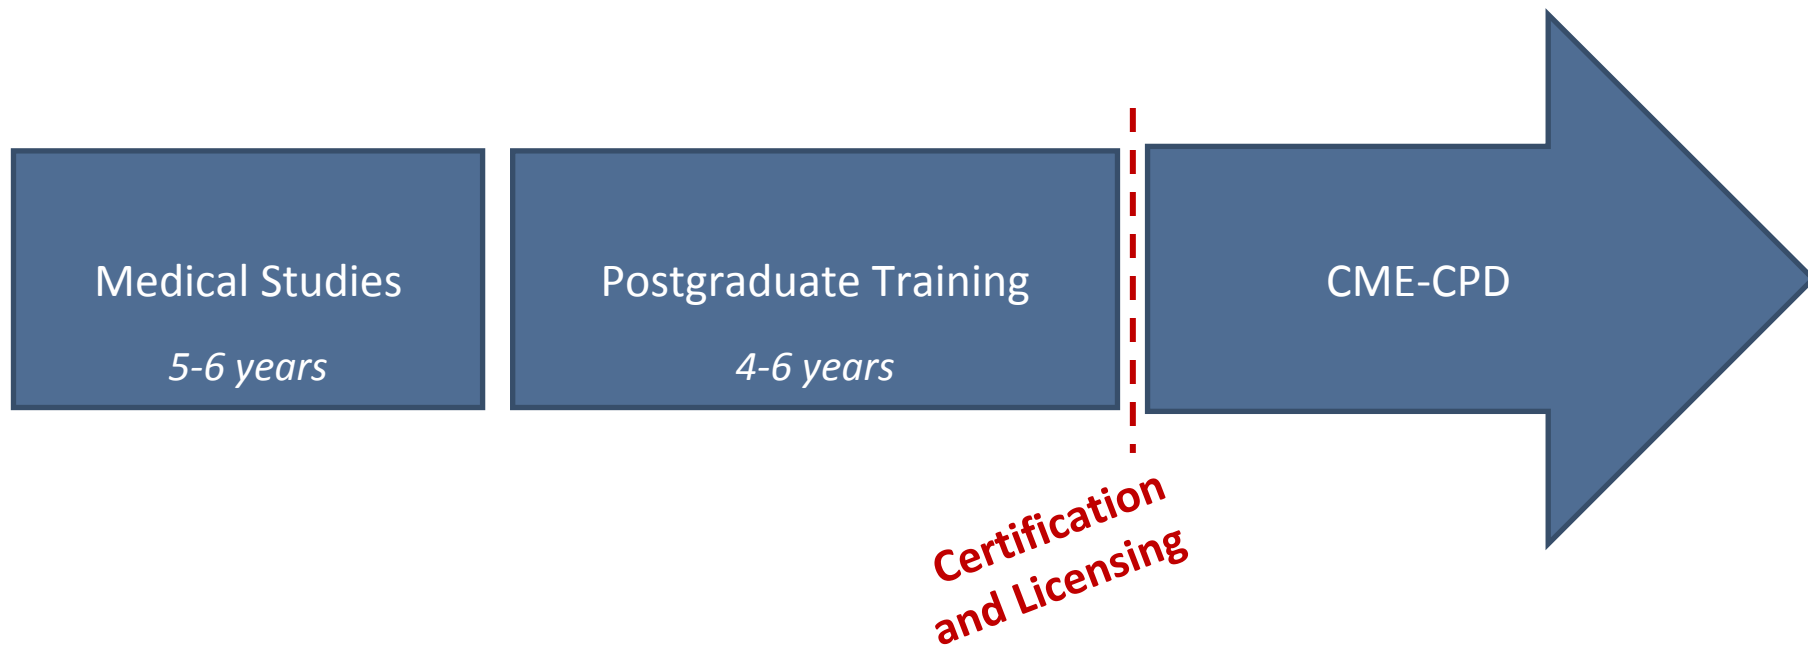 Medical Studies
5-6 years
Postgraduate Training
4-6 years
CME-CPD
Certification
and Licensing